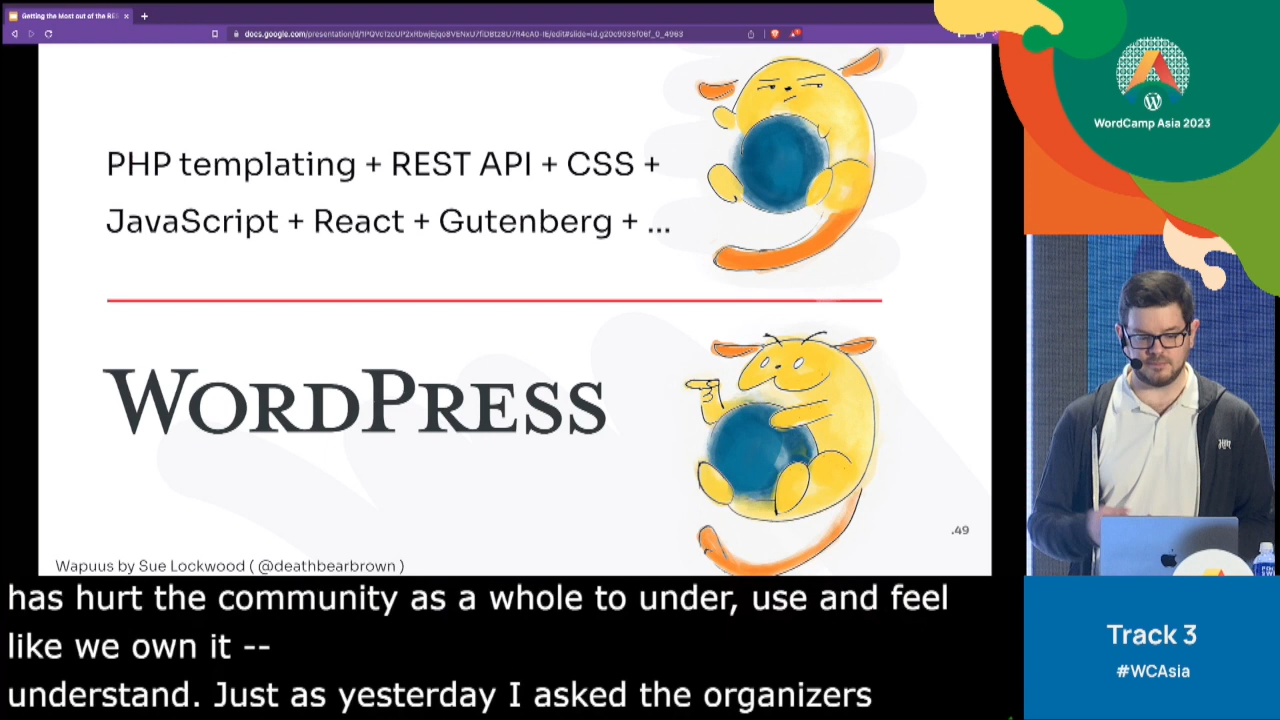 Getting the Most out of the RE
docs.google.com/presentation/d/
PHP templating + REST API + CSS +
JavaScript + React + Gutenberg + ...
WORDPRESS
.49
Wapuus by Sue Lockwood ( @deathbearbrown )
WordCamp Asia 2023
has hurt the community as a whole to under, use and feel
like we own it --
understand. Just as yesterday I asked the organizers
Track 3
#WCAsia